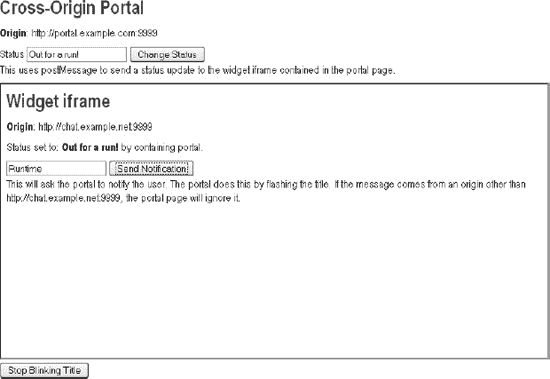 Cross-Origin Portal
Origin: http://portal.example.com:9999
Status Out for a run! Change Status
This uses postMessage to send a status update to the widget iframe contained in the portal page.
Widget iframe
Origin: http://chat.example.net:9999
Status set to: Out for a run! by containing portal.
Runtime Send Notification
This will ask the portal to notify the user. The portal does this by flashing the title. If the message comes from an origin other than
http://chat.example.net:9999, the portal page will ignore it.
Stop Blinking Title